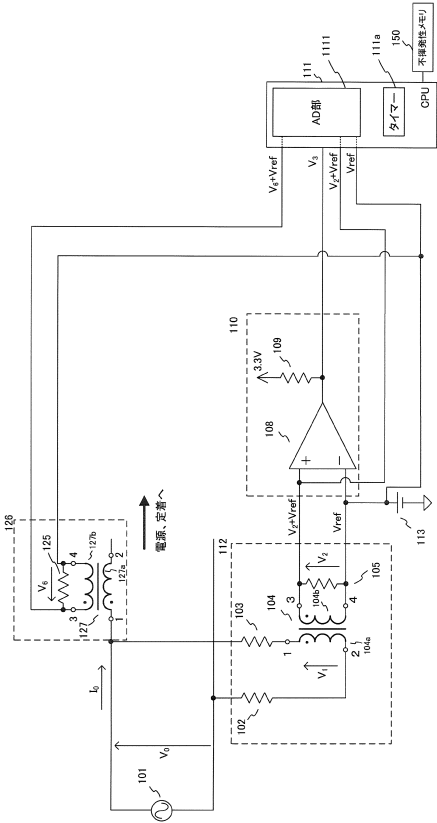 126
125
V6
4
127b
3
127
2
127a
1
電源、定着へ
I0
V0
101
112
102
103
104
1
2
V1
104a
104b
3
4
V2
105
V2+Vref
Vref
113
110
108
+
−
3.3V
109
V6+Vref
V3
V2+Vref
Vref
111
1111
AD部
111a
タイマー
CPU
150
不揮発性メモリ